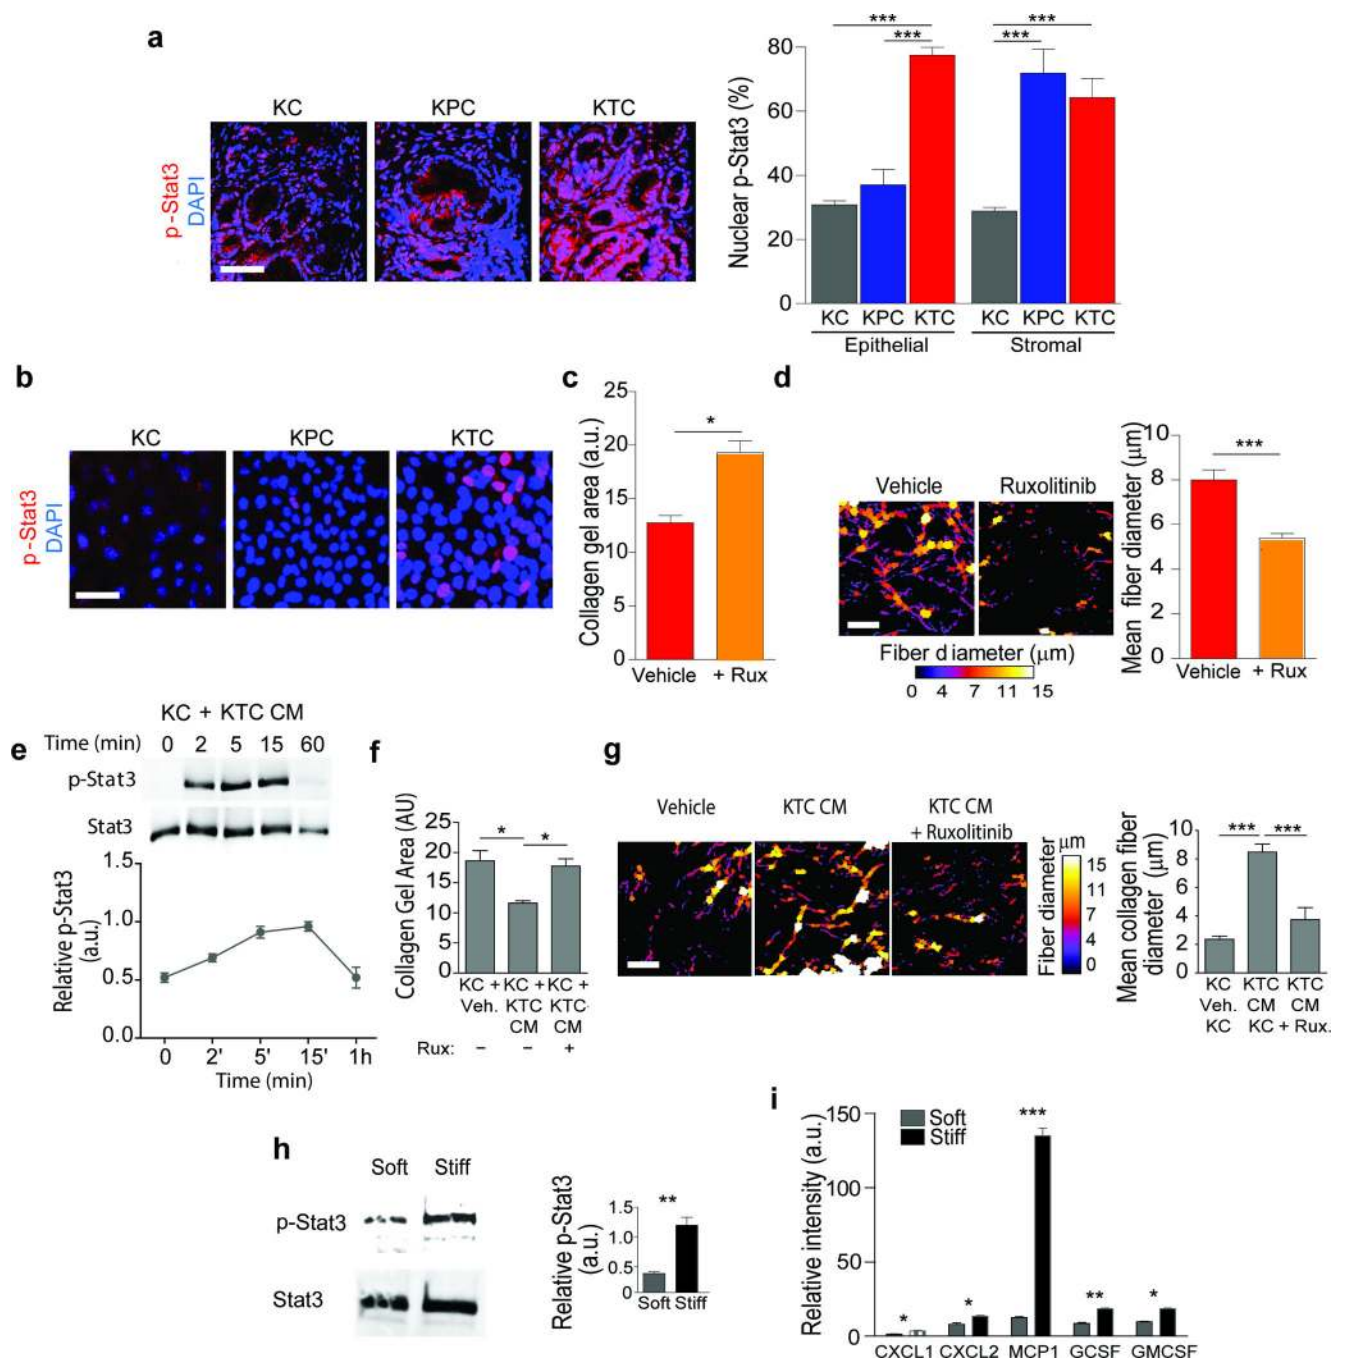 a
KC KPC KTC
p-Stat3
DAPI
Nuclear p-Stat3 (%)
80
60
40
20
0
*** *** *** ***
KC KPC KTC KC KPC KTC
Epithelial Stromal
b
KC KPC KTC
p-Stat3
DAPI
c
Collagen gel area (a.u.)
25
20
15
10
5
0
*
Vehicle + Rux
d
Vehicle Ruxolitinib
Fiber diameter (μm)
0 4 7 11 15
Mean fiber diameter (μm)
10
8
6
4
2
0
***
Vehicle + Rux
e
KC + KTC CM
Time (min) 0 2 5 15 60
p-Stat3
Stat3
Relative p-Stat3
(a.u.)
1.5
1.0
0.5
0.0
0 2' 5' 15' 1h
Time (min)
f
Collagen Gel Area (AU)
25
20
15
10
5
0
* *
KC + KC + KC +
Veh. KTC KTC
CM CM
Rux: – – +
g
Vehicle KTC CM KTC CM
+ Ruxolitinib
Fiber diameter
μm
15
11
7
4
0
Mean collagen fiber
diameter (μm)
10
8
6
4
2
0
*** ***
KC KTC KTC
Veh. CM CM
KC KC + Rux.
h
Soft Stiff
p-Stat3
Stat3
Relative p-Stat3
(a.u.)
1.5
1.0
0.5
0
**
Soft Stiff
i
Relative intensity (a.u.)
150
100
50
0
Soft
Stiff
* * *** ** *
CXCL1 CXCL2 MCP1 GCSF GMCSF